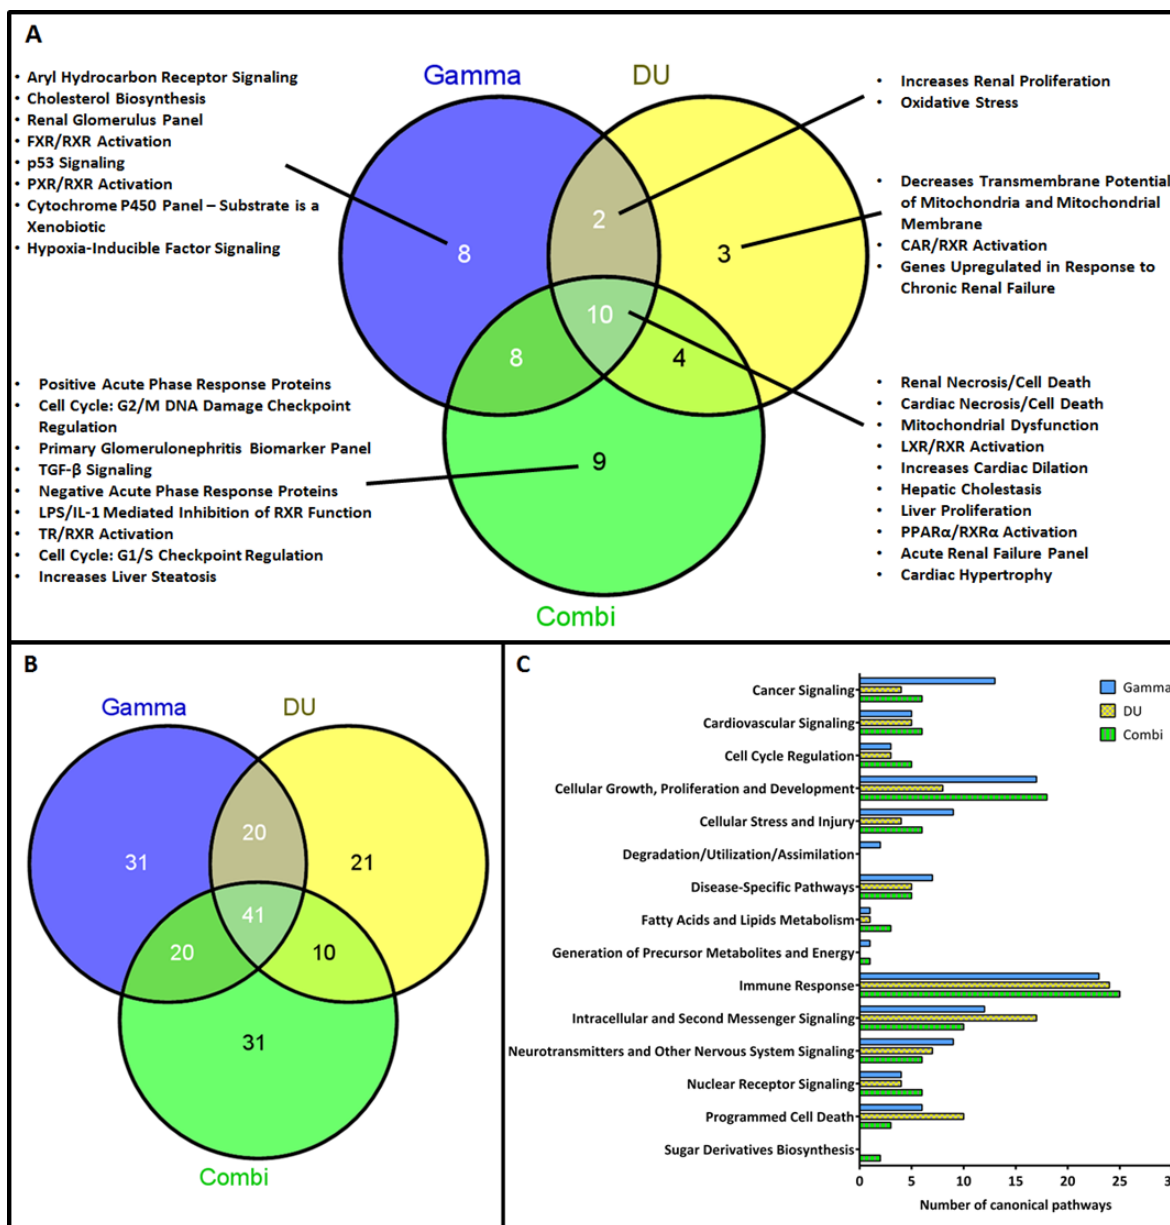 A
Gamma
DU
• Aryl Hydrocarbon Receptor Signaling
• Cholesterol Biosynthesis
• Renal Glomerulus Panel
• FXR/RXR Activation
• p53 Signaling
• PXR/RXR Activation
• Cytochrome P450 Panel – Substrate is a
Xenobiotic
• Hypoxia-Inducible Factor Signaling
• Increases Renal Proliferation
• Oxidative Stress
• Decreases Transmembrane Potential
of Mitochondria and Mitochondrial
Membrane
• CAR/RXR Activation
• Genes Upregulated in Response to
Chronic Renal Failure
2
8
3
10
8
4
9
• Positive Acute Phase Response Proteins
• Cell Cycle: G2/M DNA Damage Checkpoint
Regulation
• Primary Glomerulonephritis Biomarker Panel
• TGF-β Signaling
• Negative Acute Phase Response Proteins
• LPS/IL-1 Mediated Inhibition of RXR Function
• TR/RXR Activation
• Cell Cycle: G1/S Checkpoint Regulation
• Increases Liver Steatosis
• Renal Necrosis/Cell Death
• Cardiac Necrosis/Cell Death
• Mitochondrial Dysfunction
• LXR/RXR Activation
• Increases Cardiac Dilation
• Hepatic Cholestasis
• Liver Proliferation
• PPARα/RXRα Activation
• Acute Renal Failure Panel
• Cardiac Hypertrophy
Combi
B
Gamma
DU
20
31
21
41
20
10
31
Combi
C
Cancer Signaling
Cardiovascular Signaling
Cell Cycle Regulation
Cellular Growth, Proliferation and Development
Cellular Stress and Injury
Degradation/Utilization/Assimilation
Disease-Specific Pathways
Fatty Acids and Lipids Metabolism
Generation of Precursor Metabolites and Energy
Immune Response
Intracellular and Second Messenger Signaling
Neurotransmitters and Other Nervous System Signaling
Nuclear Receptor Signaling
Programmed Cell Death
Sugar Derivatives Biosynthesis
Gamma
DU
Combi
0 5 10 15 20 25
Number of canonical pathways